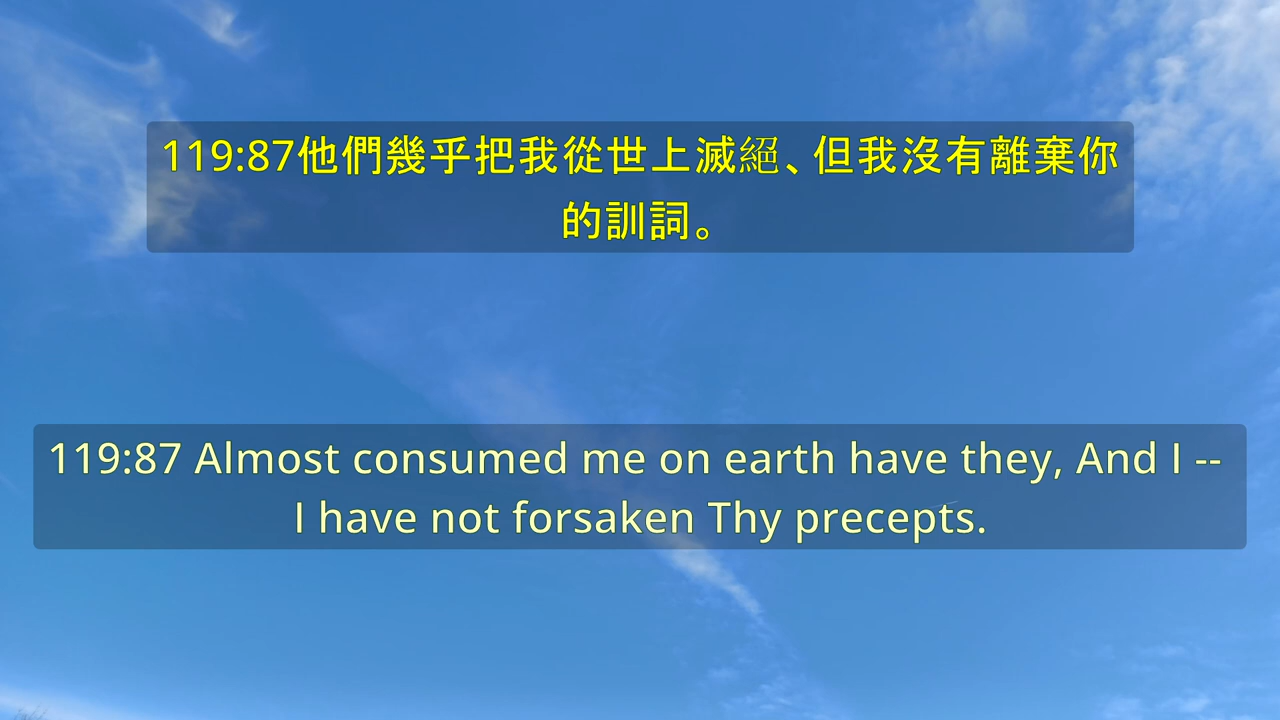 119:87他們幾乎把我從世上滅絕、但我沒有離棄你
的訓詞。
119:87 Almost consumed me on earth have they, And I --
I have not forsaken Thy precepts.